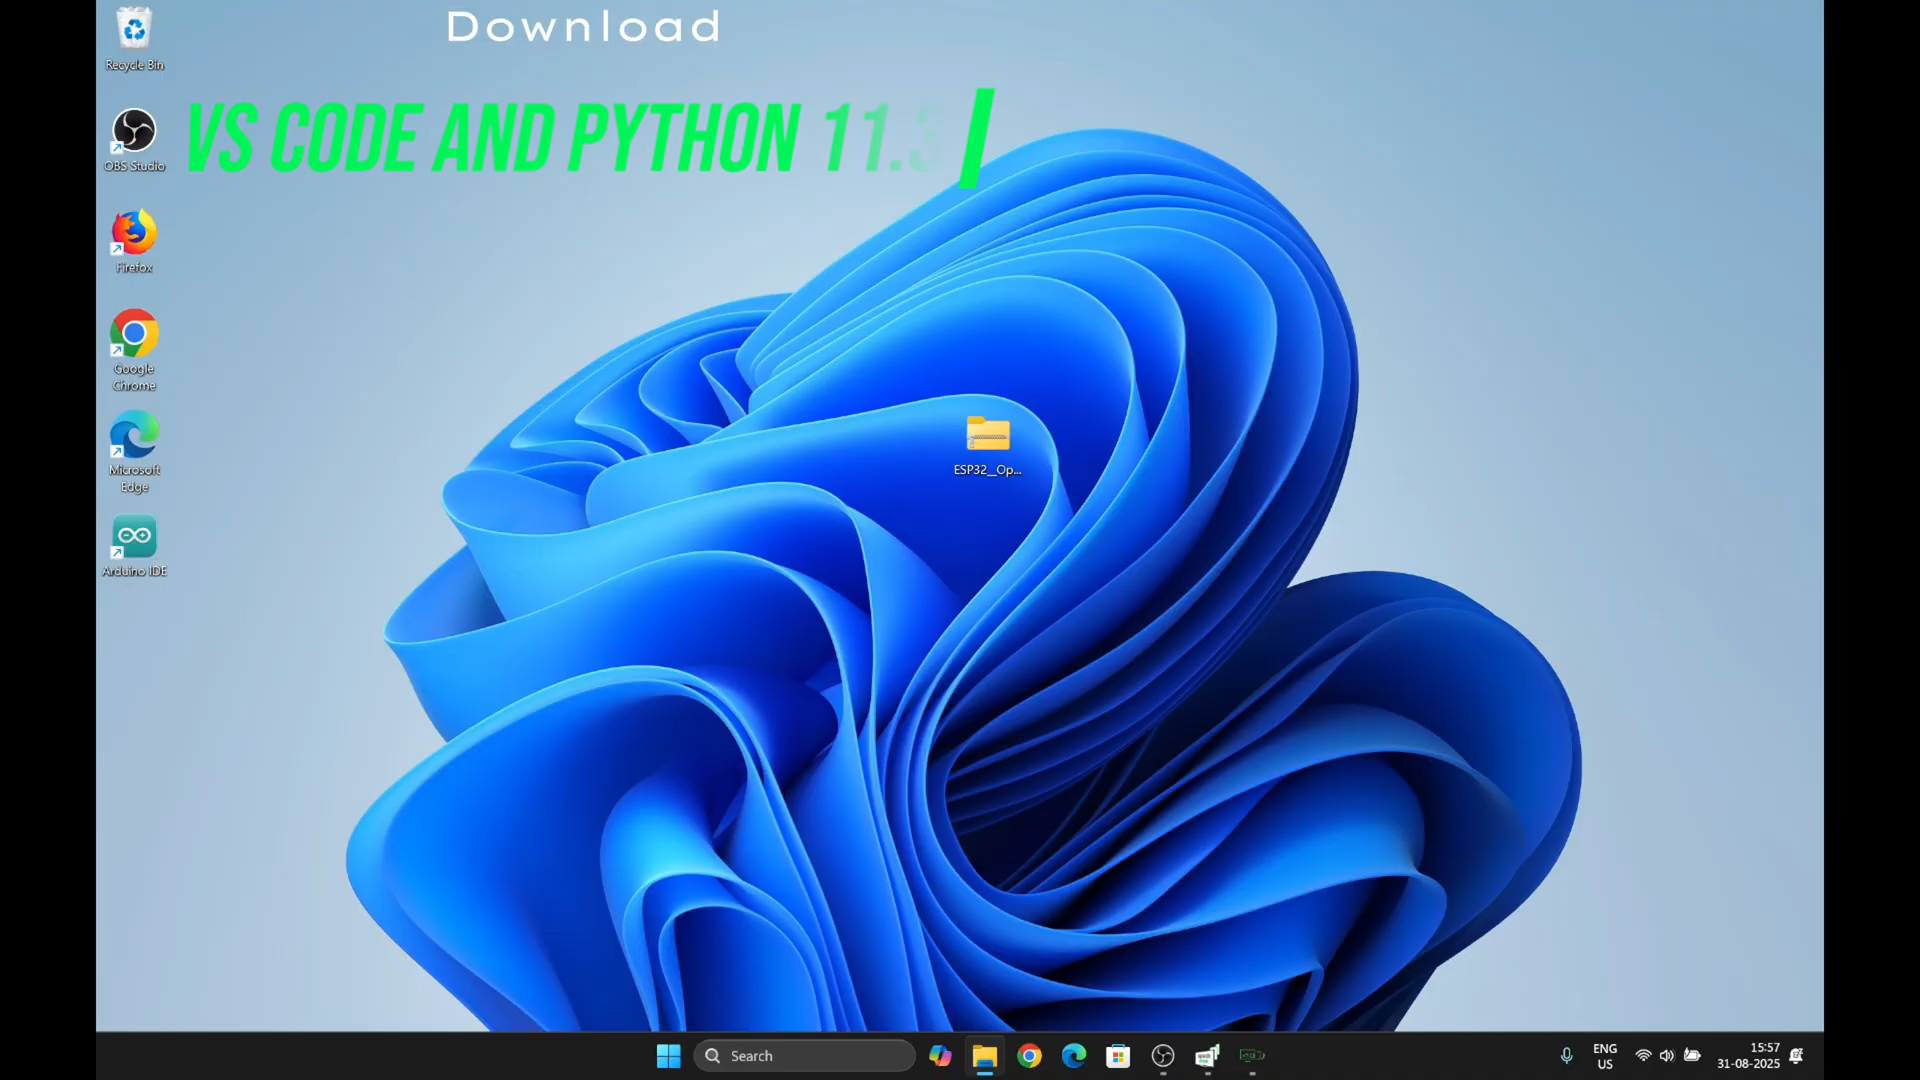 Download
VS CODE AND PYTHON 11.3
Recycle Bin
OBS Studio
Firefox
Google
Chrome
Microsoft
Edge
Arduino IDE
ESP32_Op...
Search
ENG
US
15:57
31-08-2025